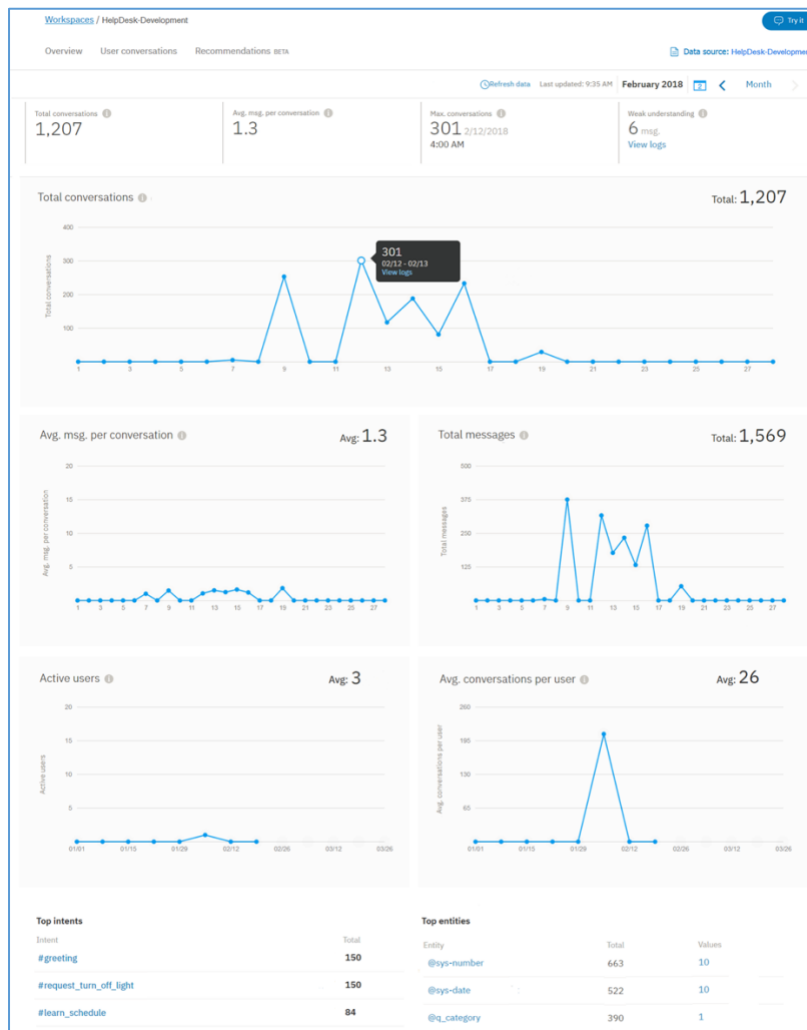 Workspaces / HelpDesk-Development
Try it
Overview User conversations Recommendations BETA
Data source: HelpDesk-Developmen
Refresh data Last updated: 9:35 AM February 2018 Month
Total conversations
1,207
Avg. msg. per conversation
1.3
Max. conversations
301 2/12/2018
4:00 AM
Weak understanding
6 msg.
View logs
Total conversations Total: 1,207
Total conversations
400
300
200
100
301
02/12 - 02/13
View logs
1 3 5 7 9 11 13 15 17 19 21 23 25 27
Avg. msg. per conversation Avg: 1.3
Avg. msg. per conversation
20
15
10
5
1 3 5 7 9 11 13 15 17 19 21 23 25 27
Total messages Total: 1,569
Total messages
500
375
250
125
1 3 5 7 9 11 13 15 17 19 21 23 25 27
Active users Avg: 3
Active users
20
15
10
5
01/01 01/15 01/29 02/12 02/26 03/12 03/26
Avg. conversations per user Avg: 26
Avg. conversations per user
260
195
130
65
01/01 01/15 01/29 02/12 02/26 03/12 03/26
Top intents
Intent Total
#greeting 150
#request_turn_off_light 150
#learn_schedule 84
Top entities
Entity Total Values
@sys-number 663 10
@sys-date 522 10
@q_category 390 1